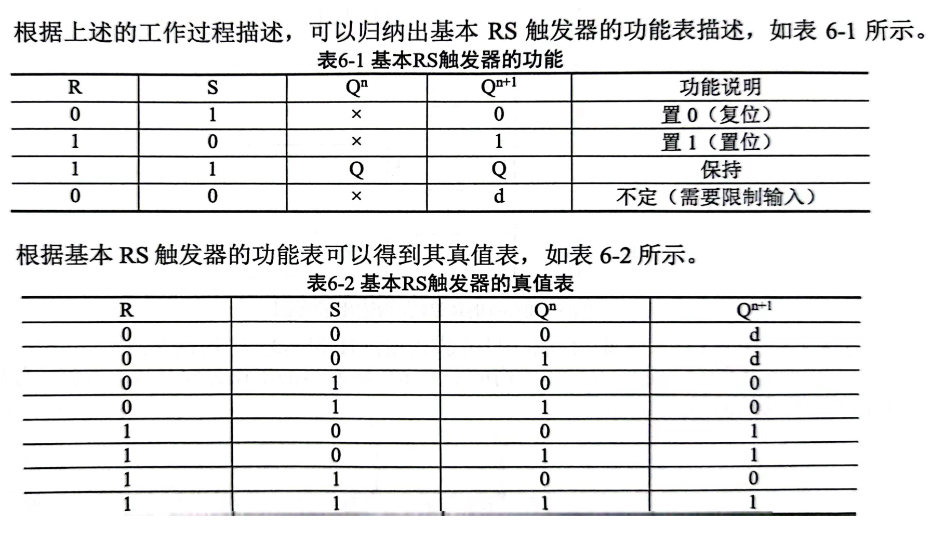 根据上述的工作过程描述，可以归纳出基本 RS 触发器的功能表描述，如表 6-1 所示。
表6-1 基本RS触发器的功能
R S Qⁿ Qⁿ⁺¹ 功能说明
0 1 × 0 置 0（复位）
1 0 × 1 置 1（置位）
1 1 Q Q 保持
0 0 × d 不定（需要限制输入）
根据基本 RS 触发器的功能表可以得到其真值表，如表 6-2 所示。
表6-2 基本RS触发器的真值表
R S Qⁿ Qⁿ⁺¹
0 0 0 d
0 0 1 d
0 1 0 0
0 1 1 0
1 0 0 1
1 0 1 1
1 1 0 0
1 1 1 1